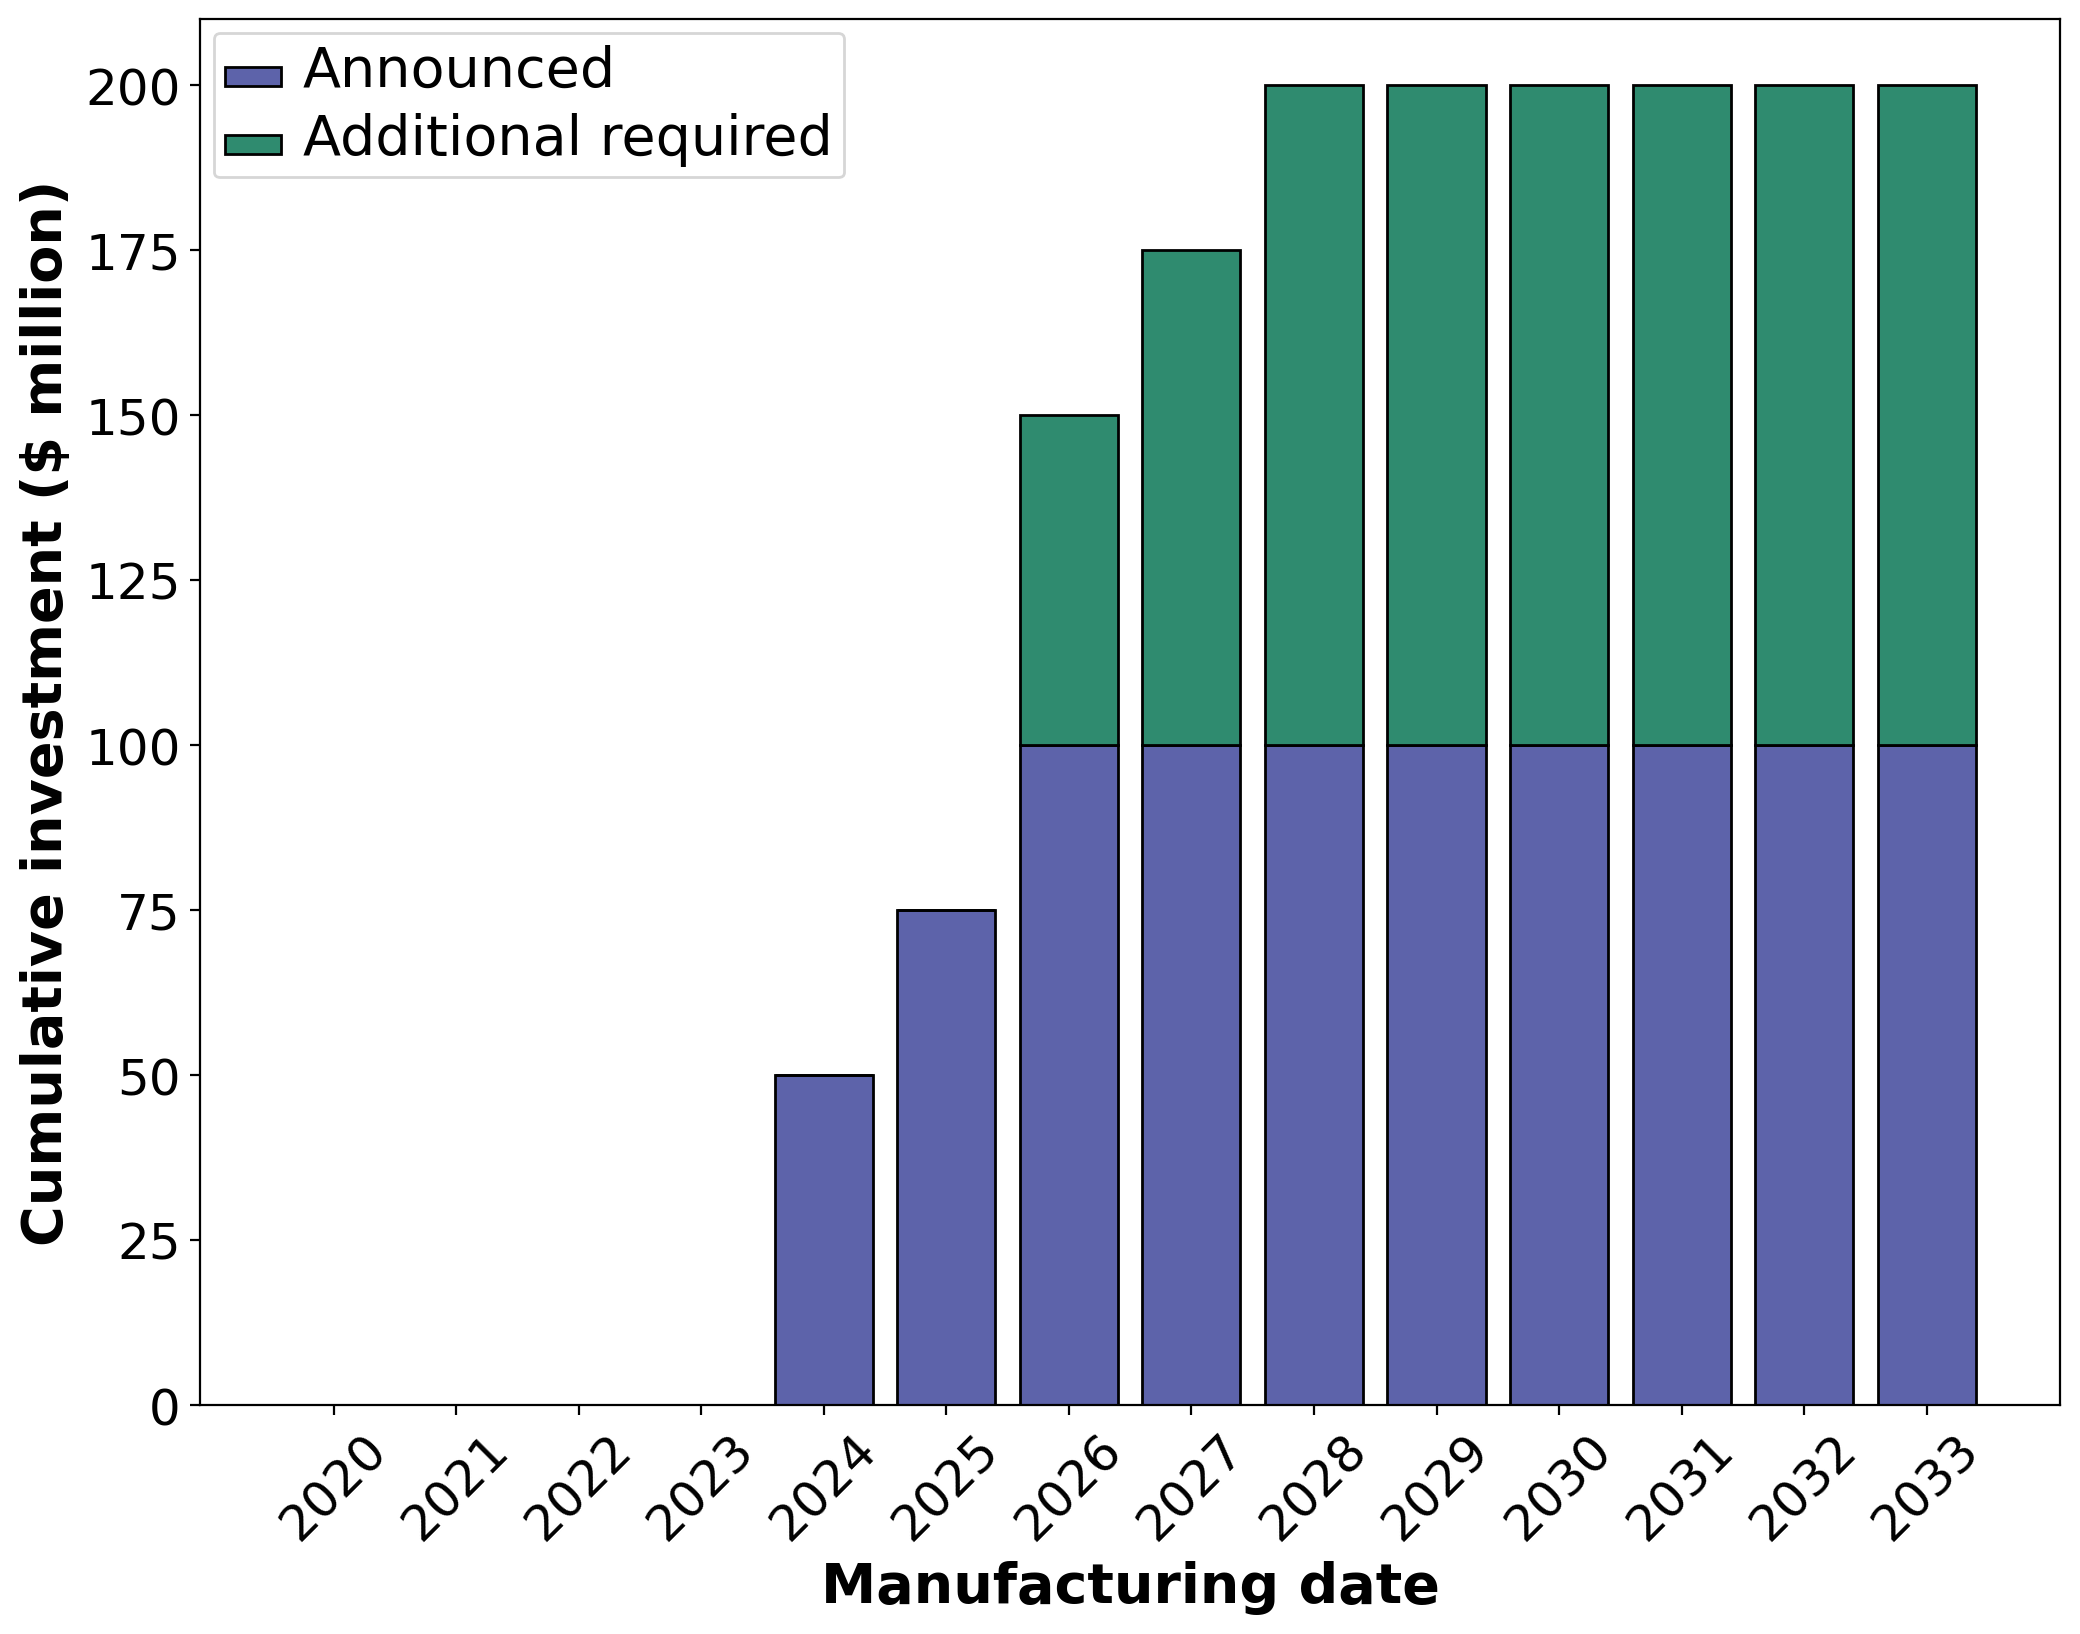 Announced
Additional required
Cumulative investment ($ million)
200
175
150
125
100
75
50
25
0
2020 2021 2022 2023 2024 2025 2026 2027 2028 2029 2030 2031 2032 2033
Manufacturing date